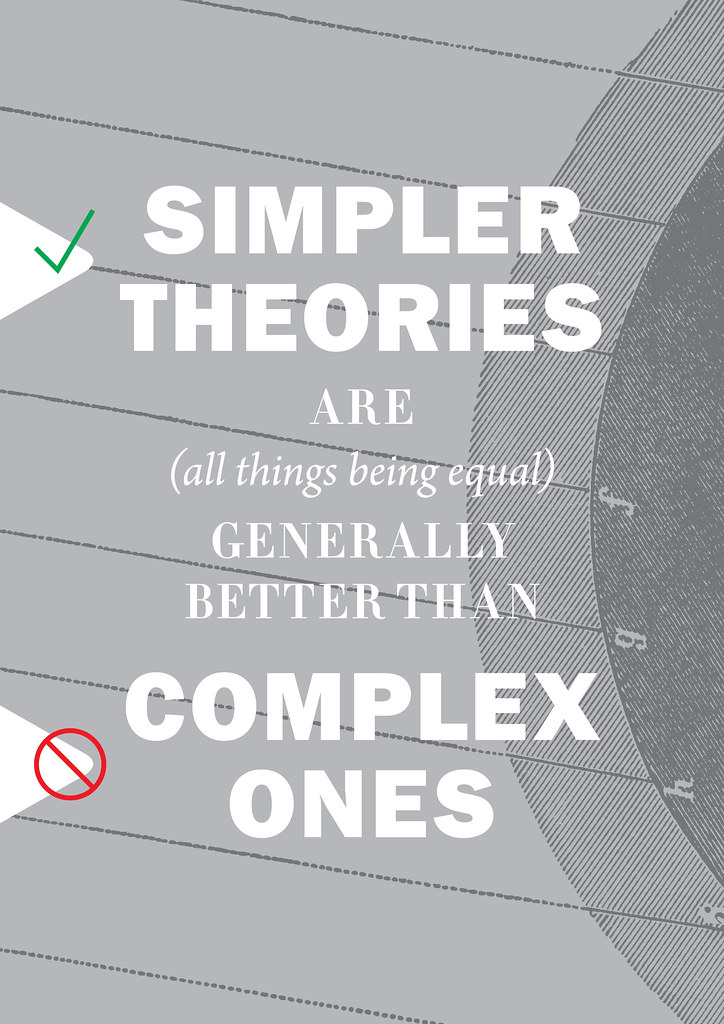 SIMPLER
THEORIES
ARE
(all things being equal)
GENERALLY
BETTER THAN
COMPLEX
ONES
f
g
h